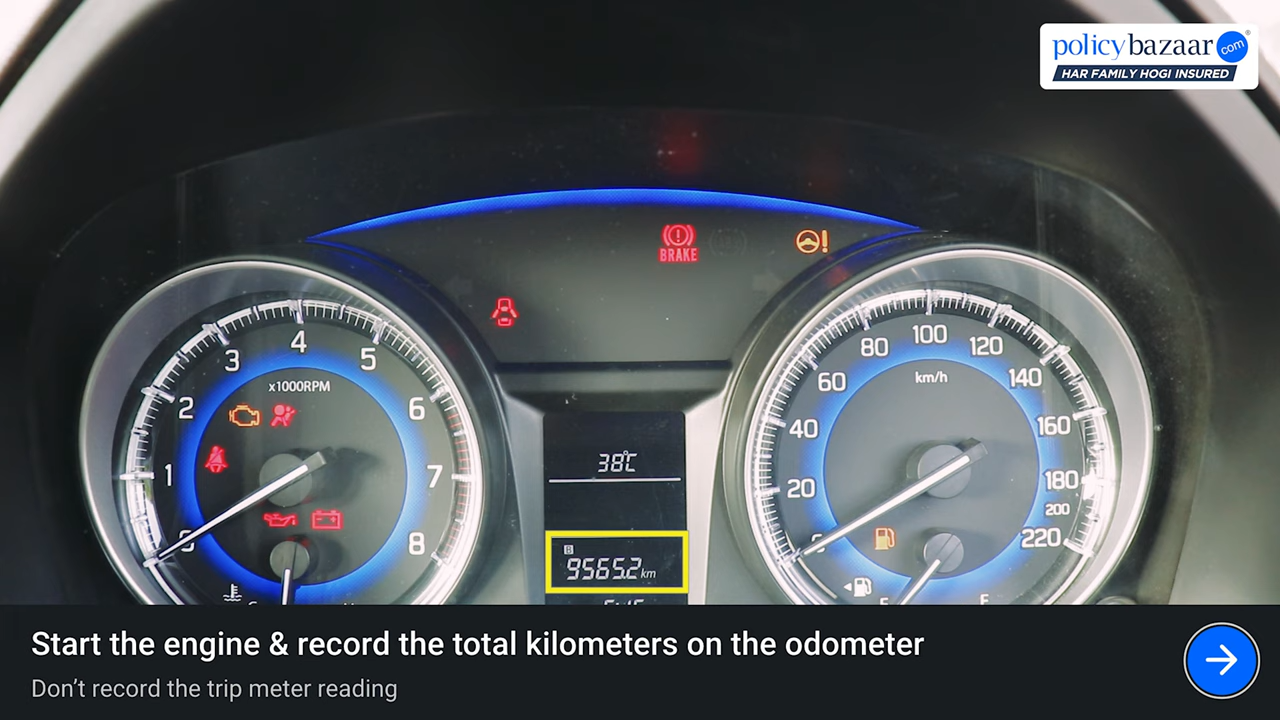 policybazaar.com®
HAR FAMILY HOGI INSURED
BRAKE
x1000RPM
1
2
3
4
5
6
7
8
km/h
20
40
60
80
100
120
140
160
180
200
220
38°C
B
9565.2 km
F
Start the engine & record the total kilometers on the odometer
Don’t record the trip meter reading